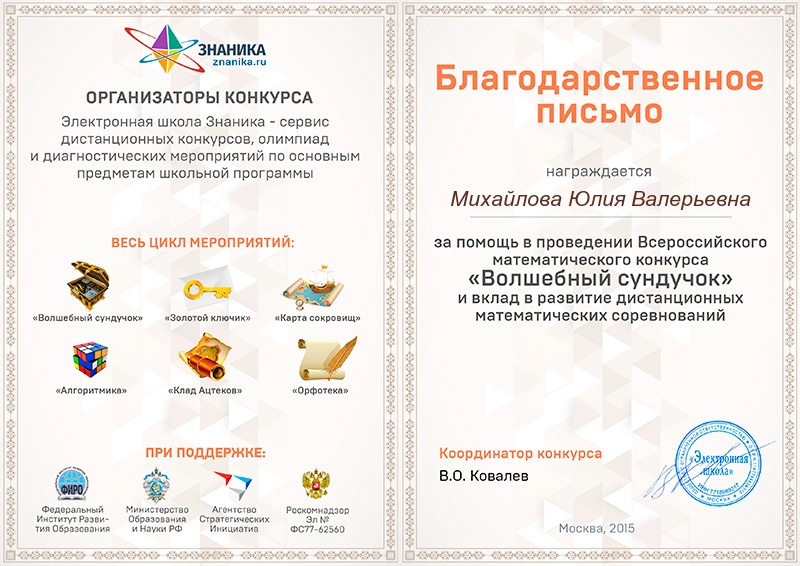 ЗНАНИКА
znanika.ru
ОРГАНИЗАТОРЫ КОНКУРСА
Электронная школа Знаника - сервис
дистанционных конкурсов, олимпиад
и диагностических мероприятий по основным
предметам школьной программы
ВЕСЬ ЦИКЛ МЕРОПРИЯТИЙ:
«Волшебный сундучок»
«Золотой ключик»
«Карта сокровищ»
«Алгоритмика»
«Клад Ацтеков»
«Орфотека»
ПРИ ПОДДЕРЖКЕ:
ФИРО
Федеральный
Институт Разви-
тия Образования
Министерство
Образования
и Науки РФ
Агентство
Стратегических
Инициатив
Роскомнадзор
Эл №
ФС77-62560
Благодарственное
письмо
награждается
Михайлова Юлия Валерьевна
за помощь в проведении Всероссийского
математического конкурса
«Волшебный сундучок»
и вклад в развитие дистанционных
математических соревнований
Координатор конкурса
В.О. Ковалев
«Электронная
школа»
Москва, 2015